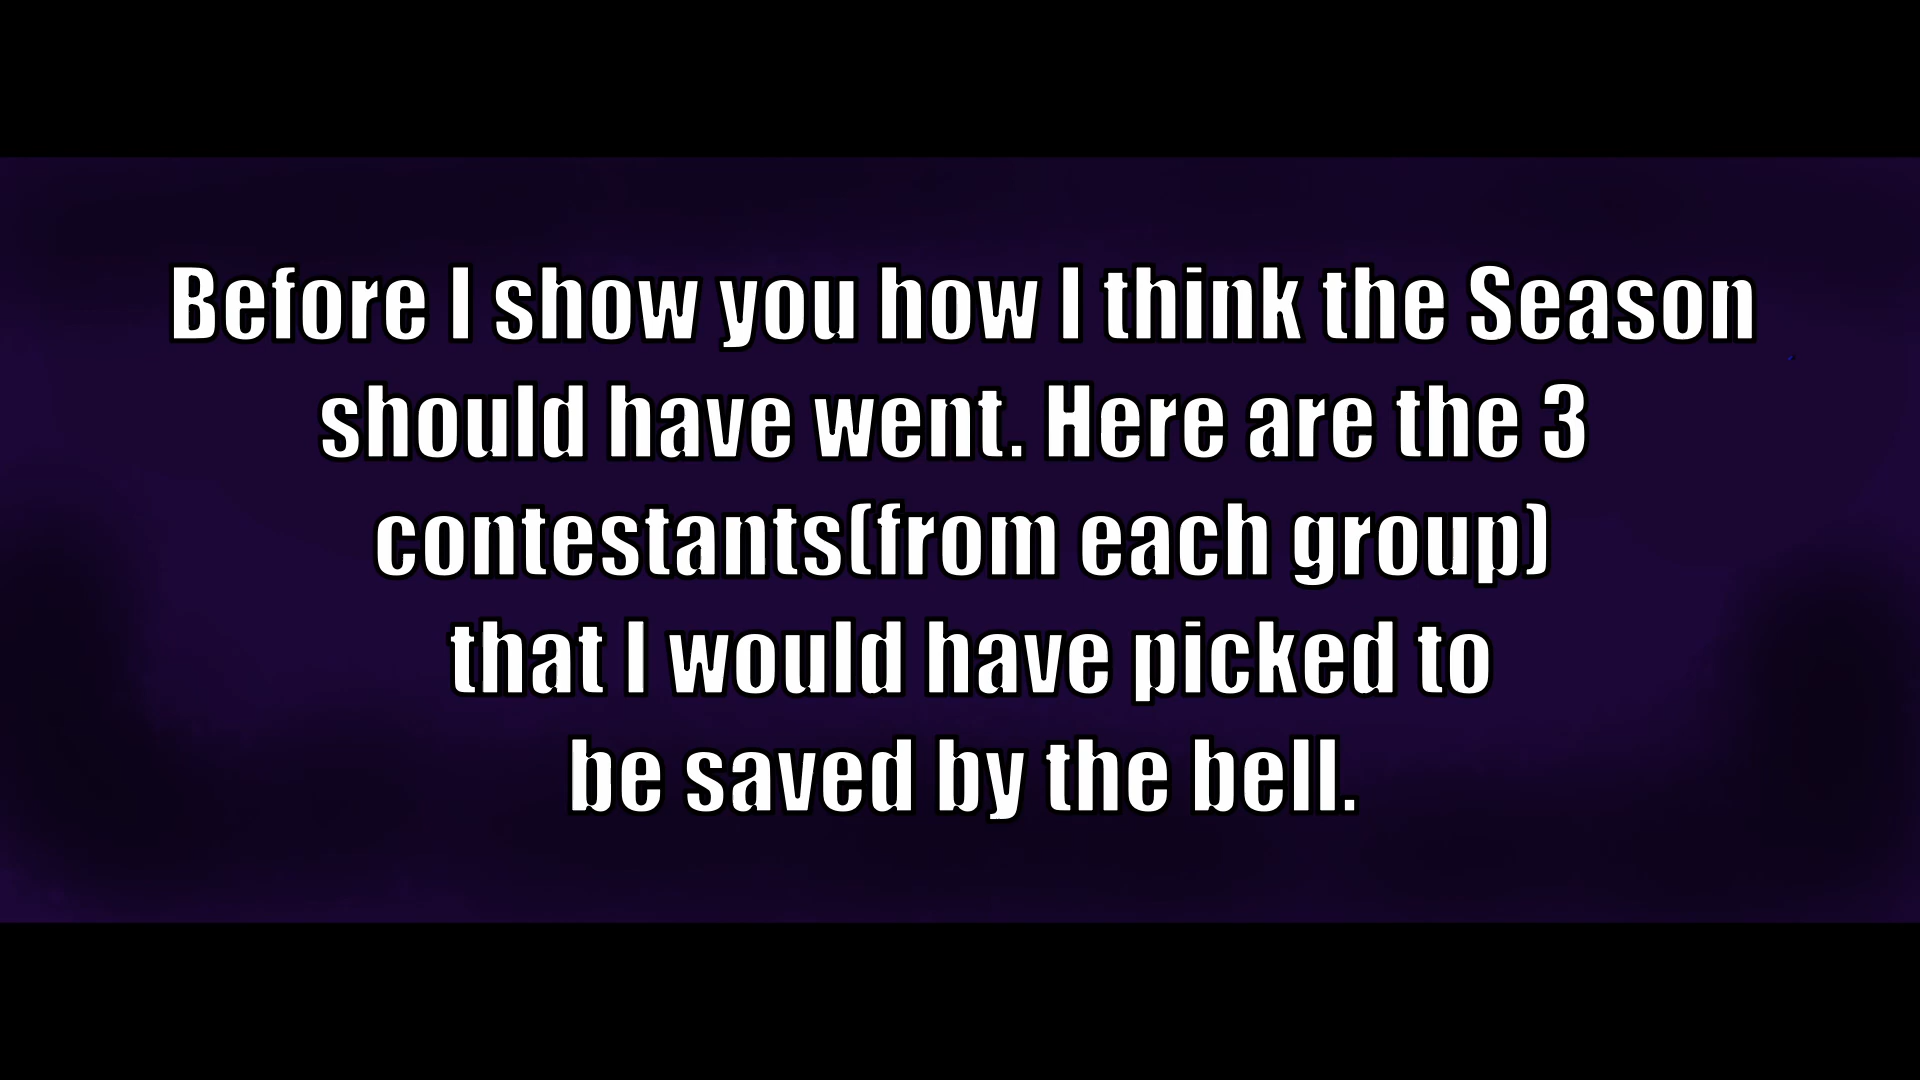 Before I show you how I think the Season
should have went. Here are the 3
contestants(from each group)
that I would have picked to
be saved by the bell.